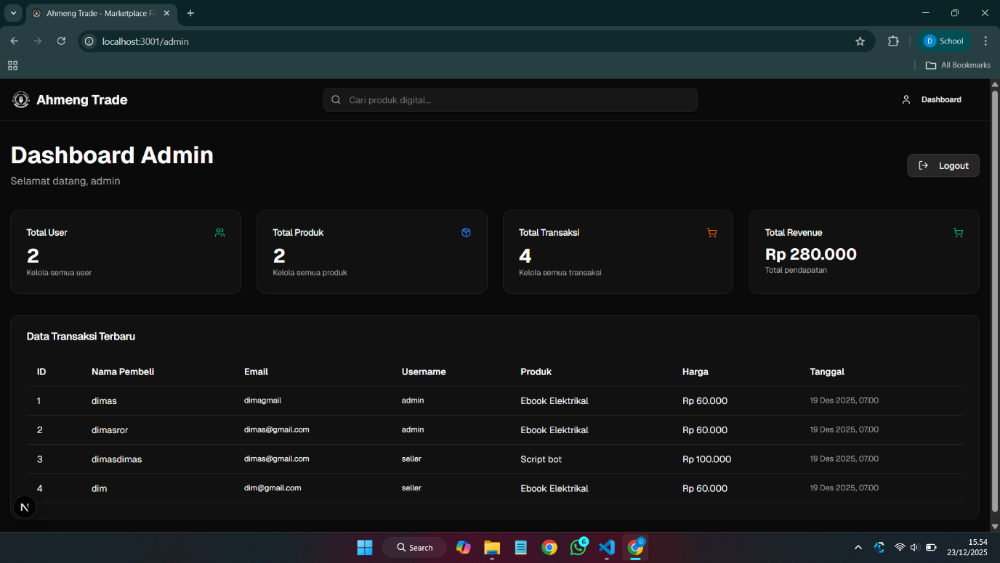 Ahmeng Trade - Marketplace Fi
localhost:3001/admin
D School
All Bookmarks
Ahmeng Trade
Cari produk digital...
Dashboard
Dashboard Admin
Selamat datang, admin
Logout
Total User
2
Kelola semua user
Total Produk
2
Kelola semua produk
Total Transaksi
4
Kelola semua transaksi
Total Revenue
Rp 280.000
Total pendapatan
Data Transaksi Terbaru
ID Nama Pembeli Email Username Produk Harga Tanggal
1 dimas dimagmail admin Ebook Elektrikal Rp 60.000 19 Des 2025, 07.00
2 dimasror dimas@gmail.com admin Ebook Elektrikal Rp 60.000 19 Des 2025, 07.00
3 dimasdimas dimas@gmail.com seller Script bot Rp 100.000 19 Des 2025, 07.00
4 dim dim@gmail.com seller Ebook Elektrikal Rp 60.000 19 Des 2025, 07.00
N
Search
6
D
15.54
23/12/2025